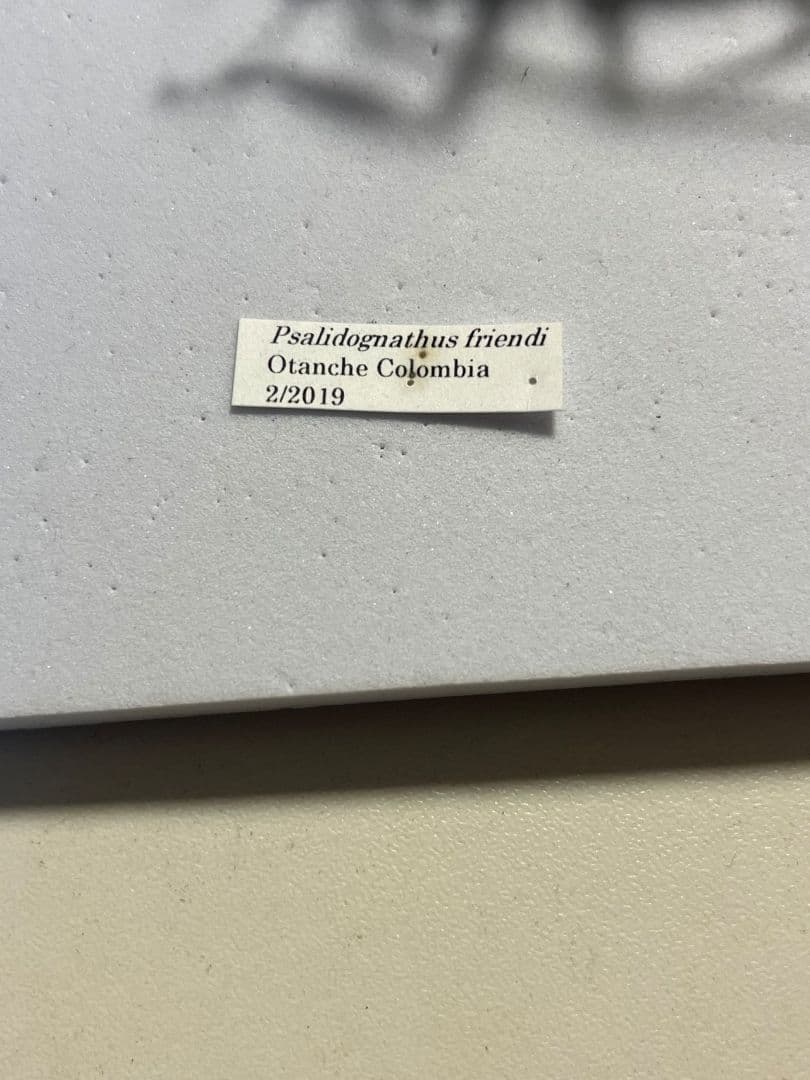 Psalidognathus friendi
Otanche Colombia
2/2019